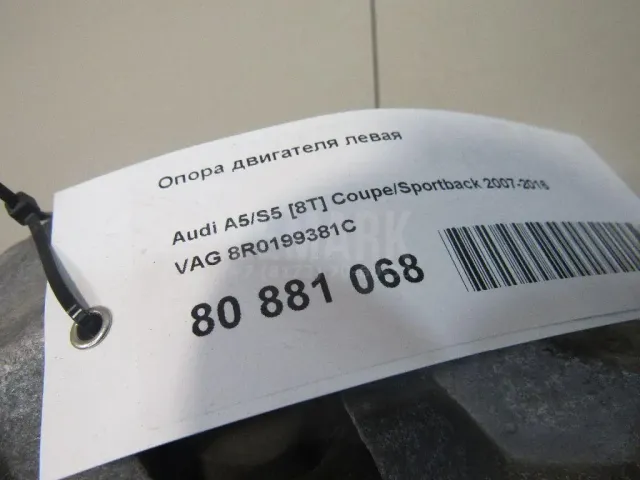 Опора двигателя левая
Audi A5/S5 [8T] Coupe/Sportback 2007-2016
VAG 8R0199381C
80 881 068